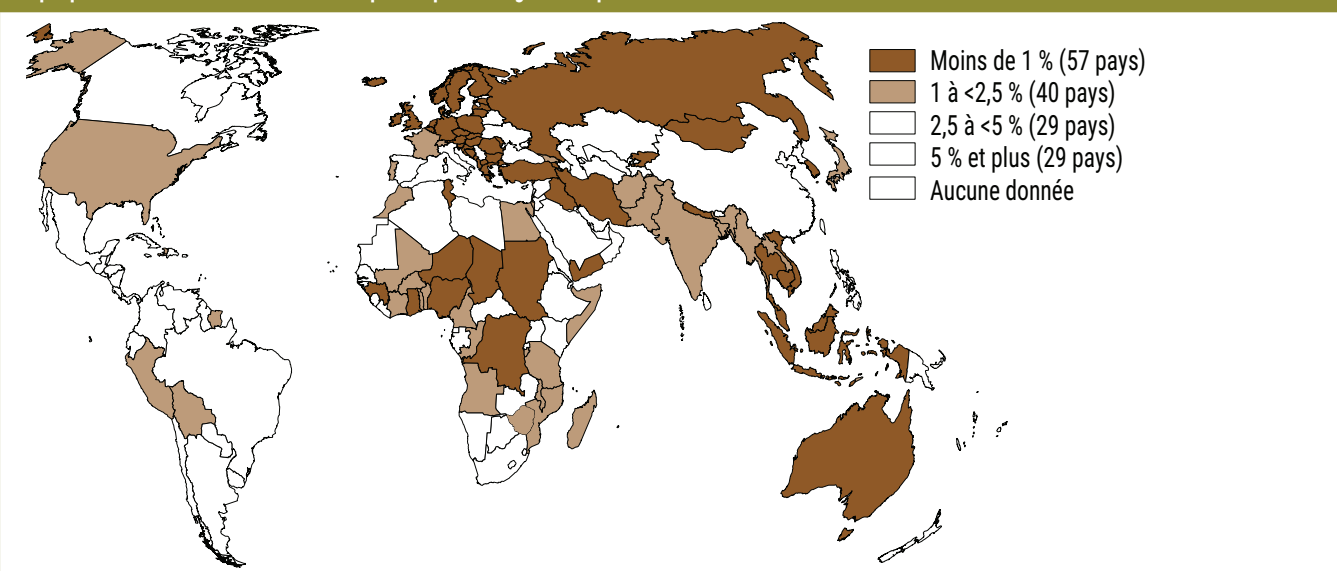 Moins de 1 % (57 pays)
1 à <2,5 % (40 pays)
2,5 à <5 % (29 pays)
5 % et plus (29 pays)
Aucune donnée